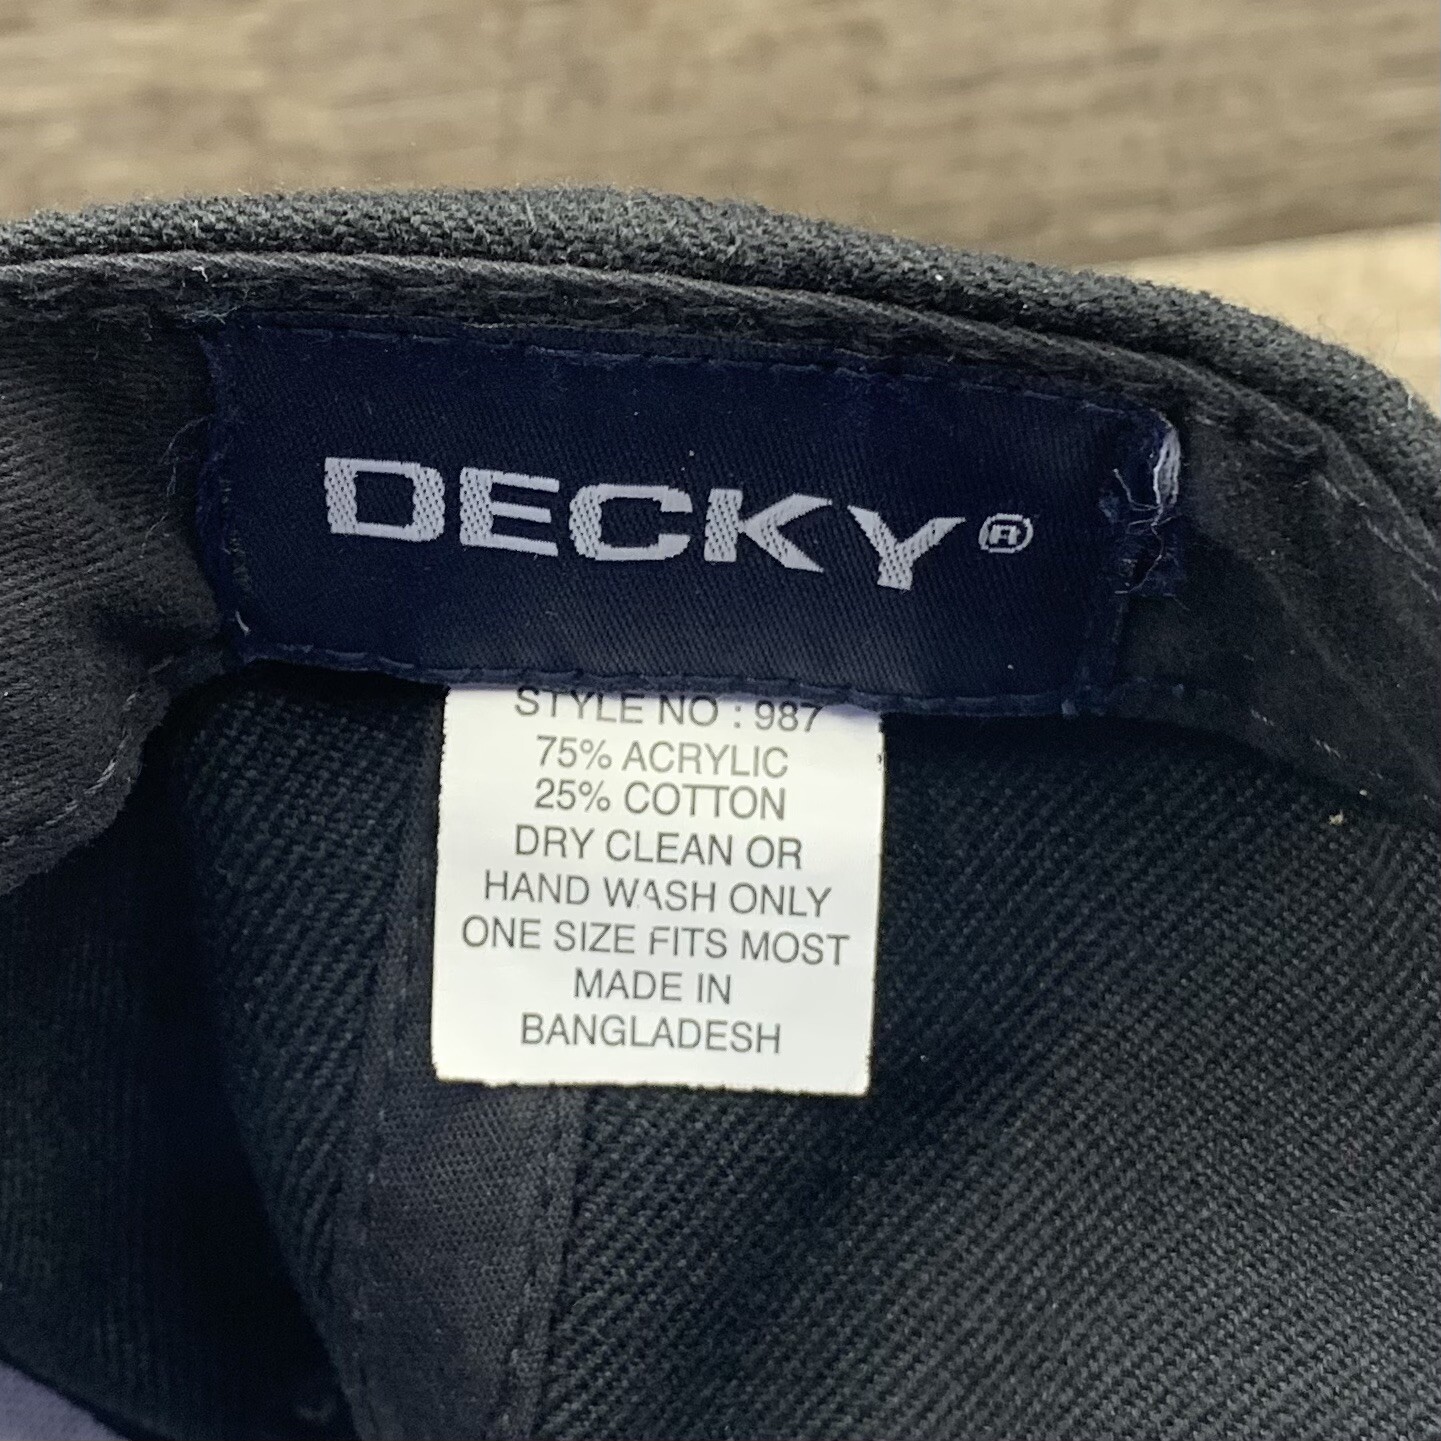 DECKY®
STYLE NO : 987
75% ACRYLIC
25% COTTON
DRY CLEAN OR
HAND WASH ONLY
ONE SIZE FITS MOST
MADE IN
BANGLADESH